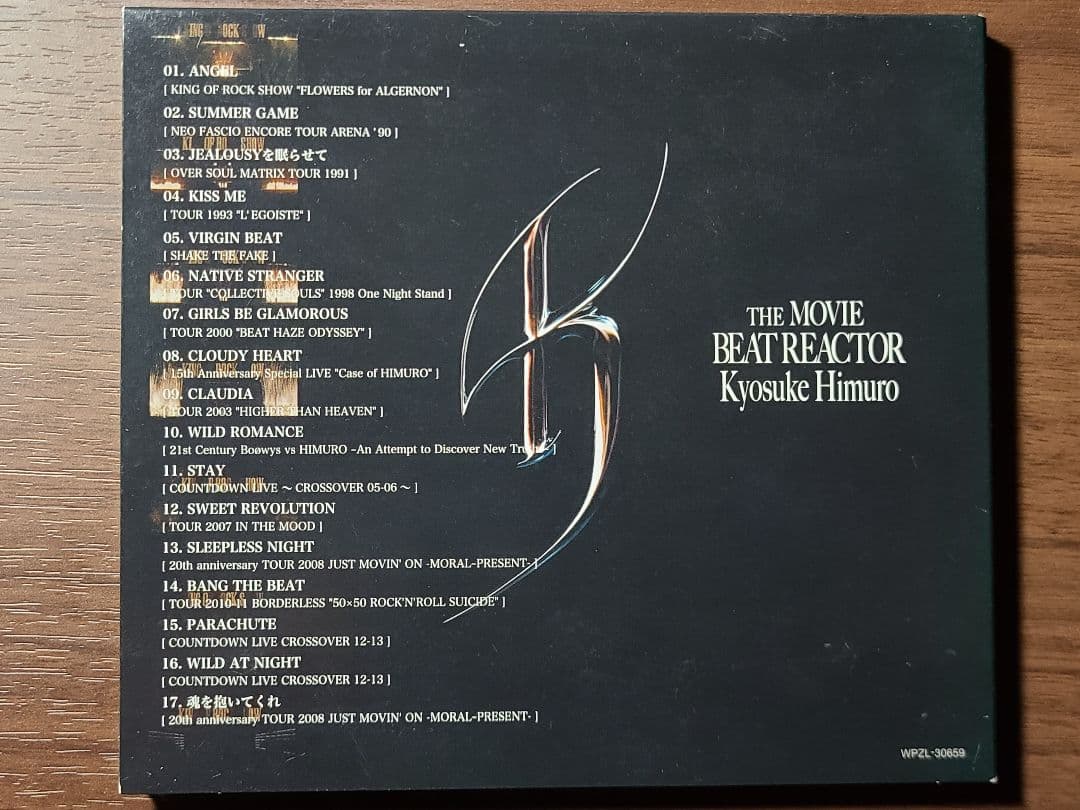 01. ANGEL
[ KING OF ROCK SHOW "FLOWERS for ALGERNON" ]
02. SUMMER GAME
[ NEO FASCIO ENCORE TOUR ARENA '90 ]
03. JEALOUSYを眠らせて
[ OVER SOUL MATRIX TOUR 1991 ]
04. KISS ME
[ TOUR 1993 "L' EGOISTE" ]
05. VIRGIN BEAT
[ SHAKE THE FAKE ]
06. NATIVE STRANGER
[ TOUR "COLLECTIVE SOULS" 1998 One Night Stand ]
07. GIRLS BE GLAMOROUS
[ TOUR 2000 "BEAT HAZE ODYSSEY" ]
08. CLOUDY HEART
[ 15th Anniversary Special LIVE "Case of HIMURO" ]
09. CLAUDIA
[ TOUR 2003 "HIGHER THAN HEAVEN" ]
10. WILD ROMANCE
[ 21st Century Boøwys vs HIMURO ~An Attempt to Discover New Truth~ ]
11. STAY
[ COUNTDOWN LIVE ～ CROSSOVER 05-06 ～ ]
12. SWEET REVOLUTION
[ TOUR 2007 IN THE MOOD ]
13. SLEEPLESS NIGHT
[ 20th anniversary TOUR 2008 JUST MOVIN' ON -MORAL~PRESENT- ]
14. BANG THE BEAT
[ TOUR 2010-11 BORDERLESS "50×50 ROCK'N'ROLL SUICIDE" ]
15. PARACHUTE
[ COUNTDOWN LIVE CROSSOVER 12-13 ]
16. WILD AT NIGHT
[ COUNTDOWN LIVE CROSSOVER 12-13 ]
17. 魂を抱いてくれ
[ 20th anniversary TOUR 2008 JUST MOVIN' ON -MORAL~PRESENT- ]
THE MOVIE
BEAT REACTOR
Kyosuke Himuro
WPZL-30659